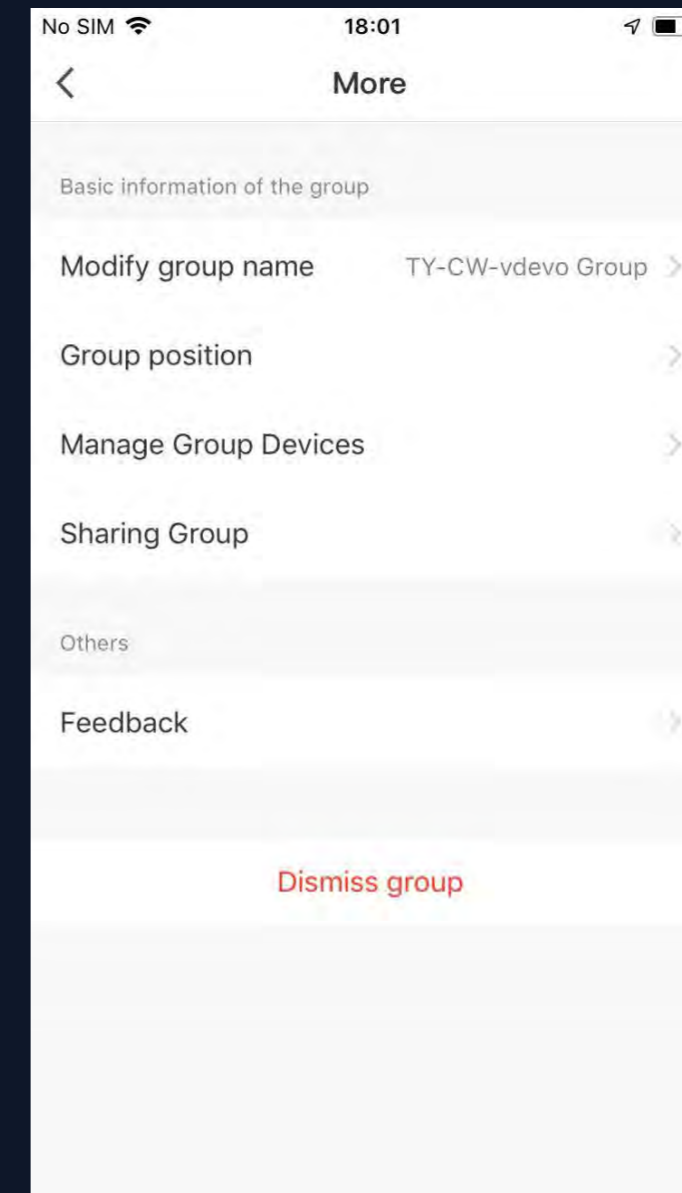 No SIM 18:01
More
Basic information of the group
Modify group name TY-CW-vdevo Group
Group position
Manage Group Devices
Sharing Group
Others
Feedback
Dismiss group